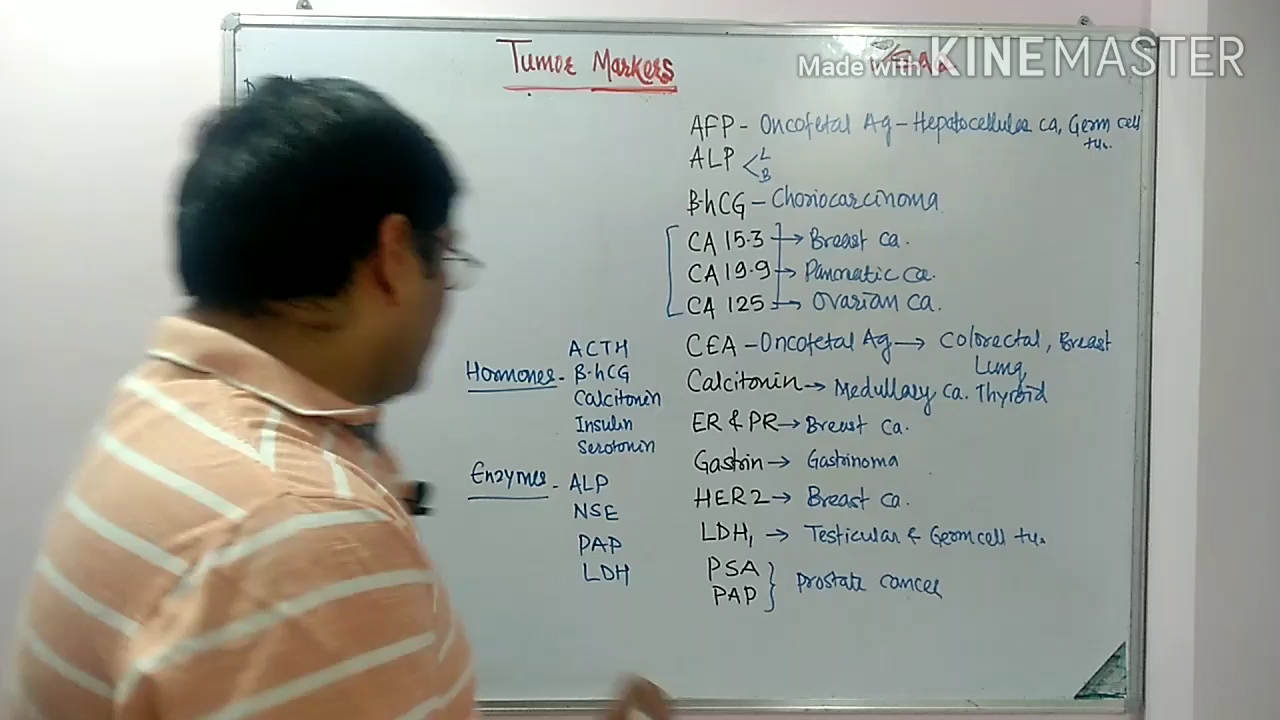 Tumor Markers
Made with KINEMASTER
AFP - Oncofetal Ag - Hepatocellular ca, Germ cell tu.
ALP < L
B
B-hCG - Choriocarcinoma
CA 15.3 → Breast ca.
CA 19.9 → Pancreatic ca.
CA 125 → Ovarian ca.
CEA - Oncofetal Ag → Colorectal, Breast
Lung,
Calcitonin → Medullary ca. Thyroid
ER & PR → Breast ca.
Gastrin → Gastrinoma
HER2 → Breast ca.
LDH1 → Testicular & Germ cell tu.
PSA
PAP } Prostate cancer
Hormones - ACTH
β-hCG
Calcitonin
Insulin
Serotonin
Enzymes - ALP
NSE
PAP
LDH